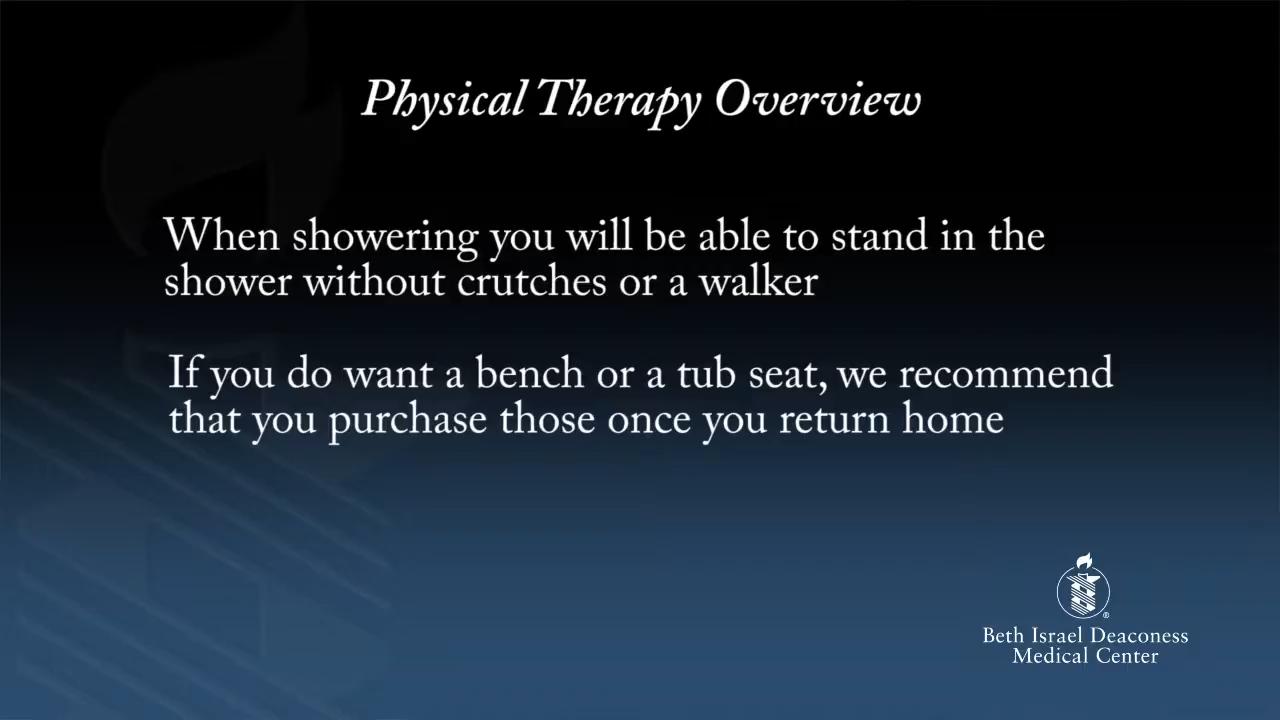 Physical Therapy Overview
When showering you will be able to stand in the
shower without crutches or a walker
If you do want a bench or a tub seat, we recommend
that you purchase those once you return home
®
Beth Israel Deaconess
Medical Center